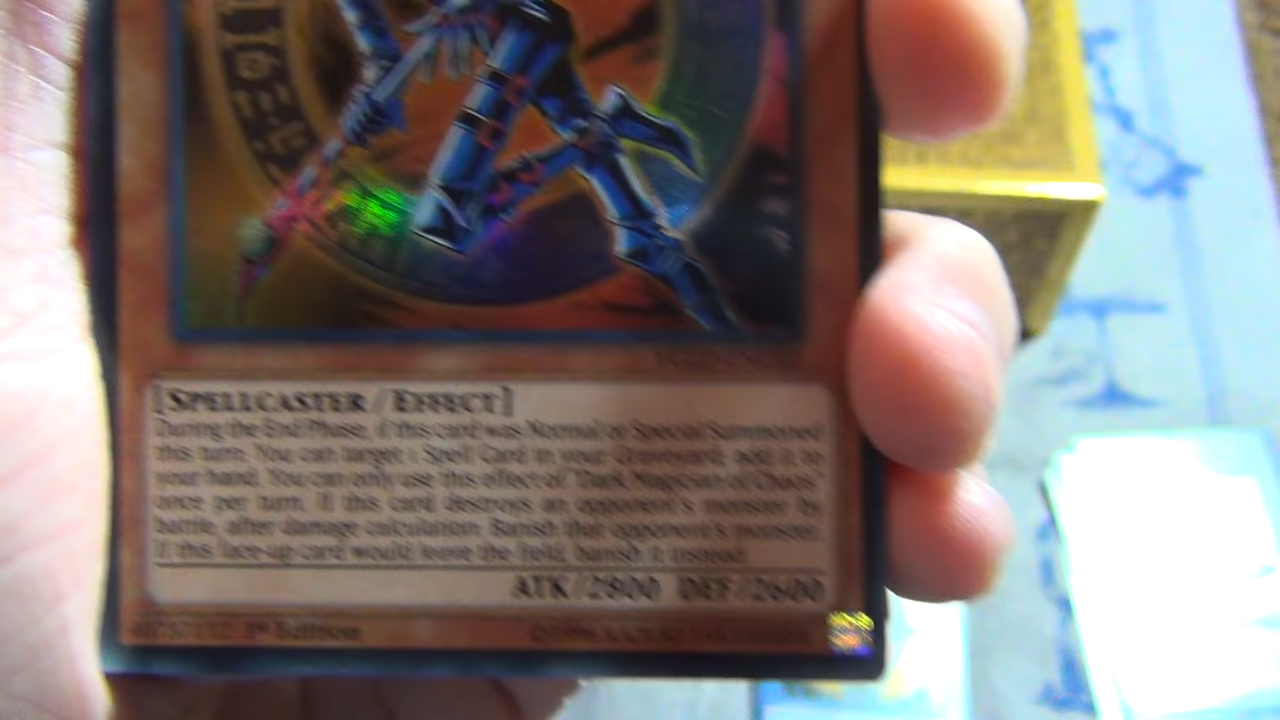 [SPELLCASTER/EFFECT]
During the End Phase, if this card was Normal or Special Summoned
this turn: You can target 1 Spell Card in your Graveyard; add it to
your hand. You can only use this effect of "Dark Magician of Chaos"
once per turn. If this card destroys an opponent's monster by
battle, after damage calculation: Banish that opponent's monster.
If this face-up card would leave the field, banish it instead.
ATK/2800 DEF/2600
1st Edition